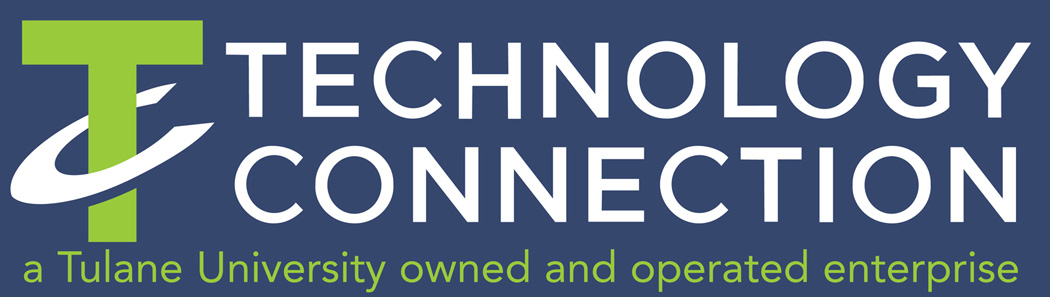 TECHNOLOGY
CONNECTION
a Tulane University owned and operated enterprise